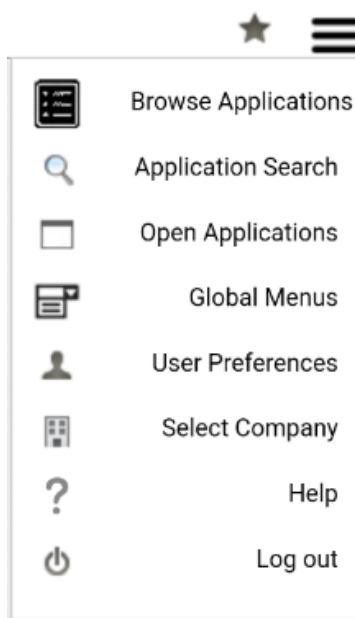 Browse Applications
Application Search
Open Applications
Global Menus
User Preferences
Select Company
Help
Log out